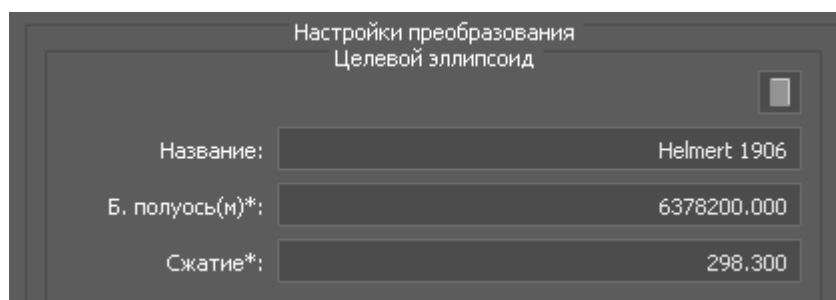 Настройки преобразования
Целевой эллипсоид
Название: Helmert 1906
Б. полуось(м)*: 6378200.000
Сжатие*: 298.300